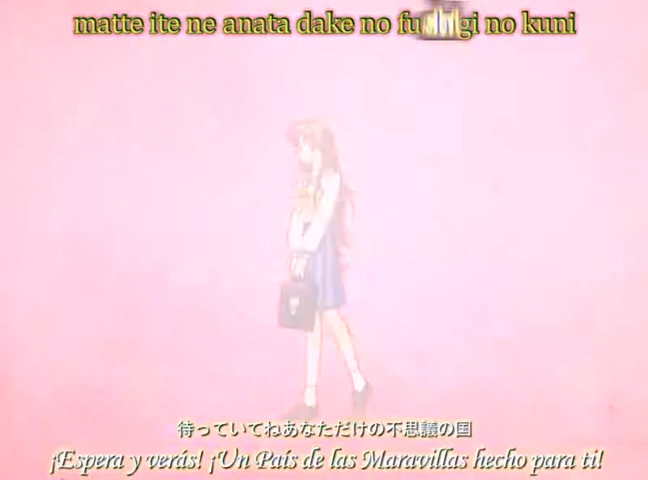 matte ite ne anata dake no fushigi no kuni
待っていてねあなただけの不思議の国
¡Espera y verás! ¡Un País de las Maravillas hecho para ti!